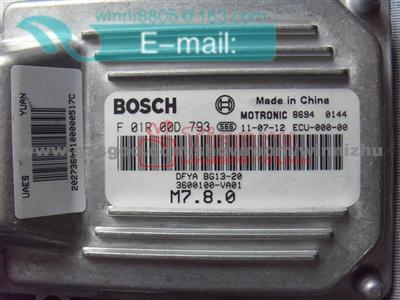 winni8805@163.com
E-mail:
BOSCH
Made in China
MOTRONIC 8694 0144
F 01R 00D 793 SGG 11-07-12 ECU-000-00
DFYA BG13-20
3600100-VA01
M7.8.0
UAES YUAN